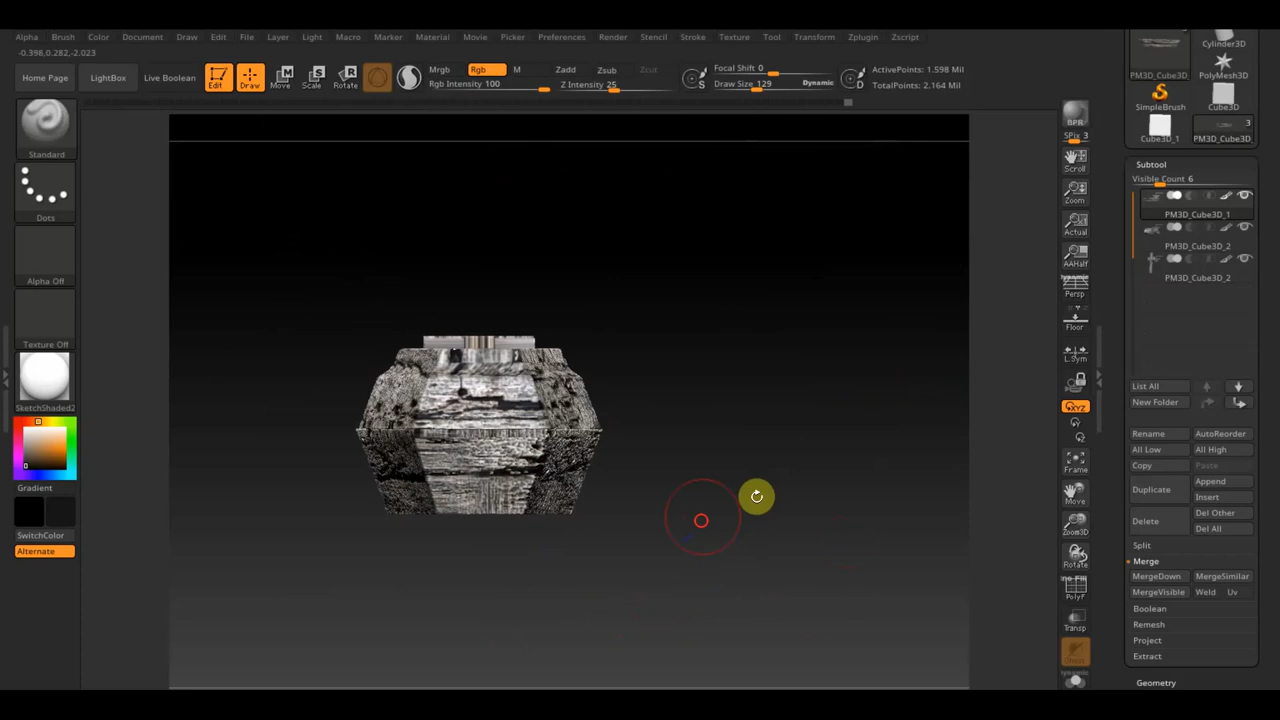 Alpha Brush Color Document Draw Edit File Layer Light Macro Marker Material Movie Picker Preferences Render Stencil Stroke Texture Tool Transform Zplugin Zscript
-0.398,0.282,-2.023
Home Page LightBox Live Boolean Edit Draw Move Scale Rotate
Mrgb Rgb M Zadd Zsub Zcut
Rgb Intensity 100 Z Intensity 25
Focal Shift 0
Draw Size 129 Dynamic
S D
ActivePoints: 1.598 Mil
TotalPoints: 2.164 Mil
Standard
Dots
Alpha Off
Texture Off
SketchShaded2
Gradient
SwitchColor
Alternate
BPR
SPix 3
Scroll
Zoom
Actual
AAHalf
Persp
Floor
L.Sym
XYZ
Y
Z
Frame
Move
Zoom3D
Rotate
PolyF
Transp
Cylinder3D
PM3D_Cube3D_ PolyMesh3D
SimpleBrush Cube3D
3
Cube3D_1 PM3D_Cube3D_
Subtool
Visible Count 6
PM3D_Cube3D_1
PM3D_Cube3D_2
PM3D_Cube3D_2
List All
New Folder
Rename AutoReorder
All Low All High
Copy Paste
Duplicate Append
Insert
Delete Del Other
Del All
Split
Merge
MergeDown MergeSimilar
MergeVisible Weld Uv
Boolean
Remesh
Project
Extract
Geometry